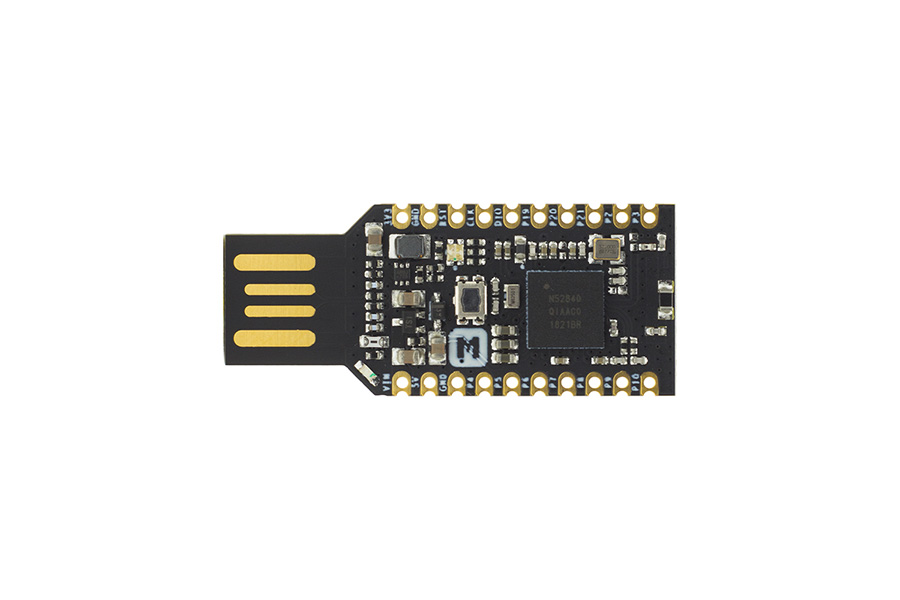 3V3 GND RST CLK DIO P19 P20 P21 P2 P3
N52840
QIAAC0
1821BR
M
VIN 5V GND P4 P5 P6 P7 P8 P9 P10